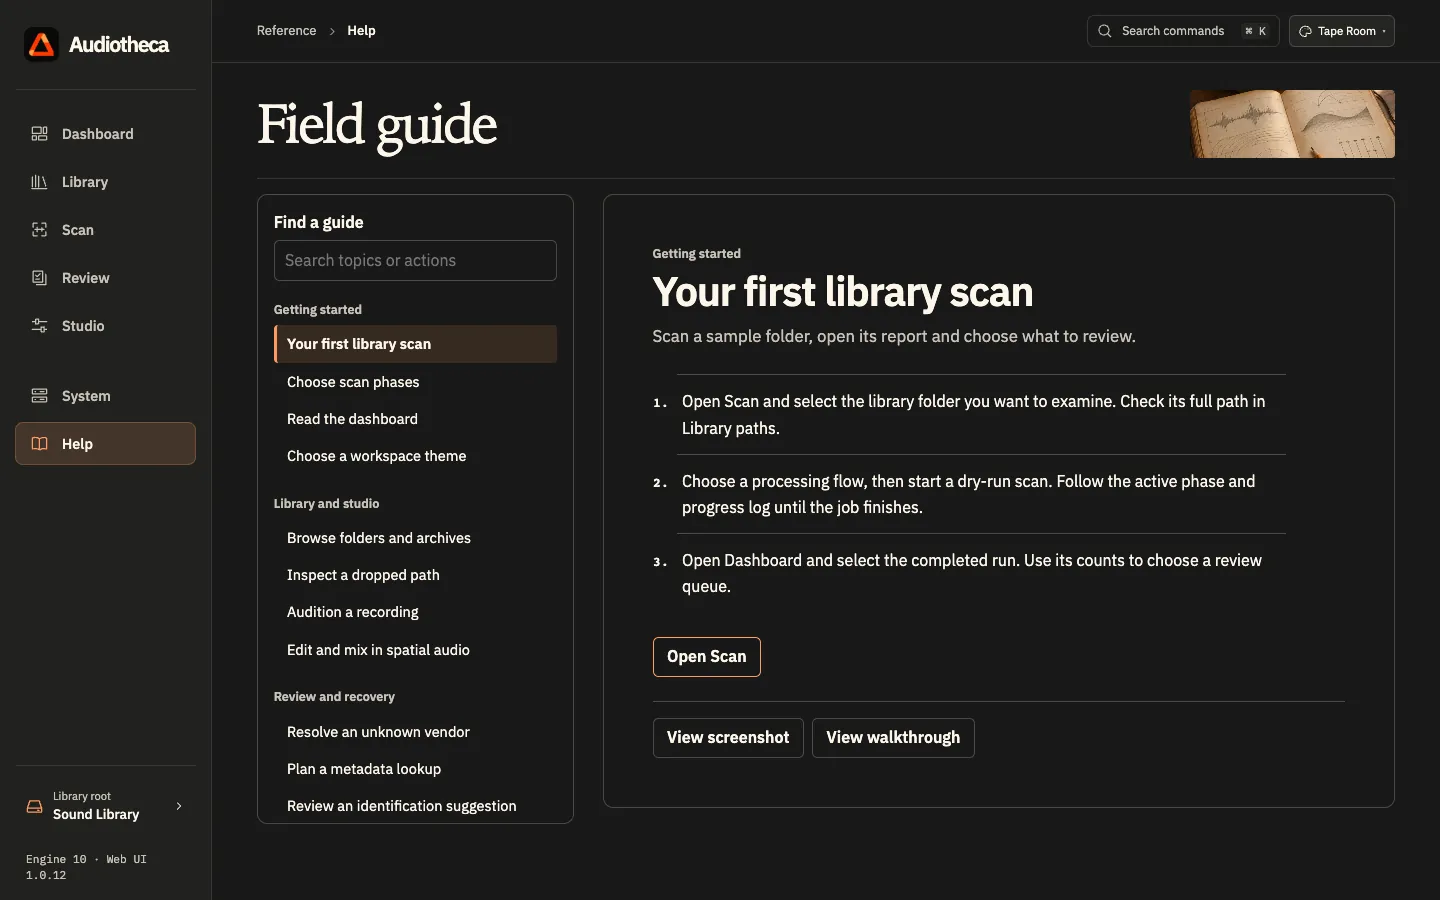 Audiotheca
Dashboard
Library
Scan
Review
Studio
System
Help
Library root
Sound Library
Engine 10 · Web UI
1.0.12
Reference > Help
Search commands ⌘ K
Tape Room
Field guide
Find a guide
Search topics or actions
Getting started
Your first library scan
Choose scan phases
Read the dashboard
Choose a workspace theme
Library and studio
Browse folders and archives
Inspect a dropped path
Audition a recording
Edit and mix in spatial audio
Review and recovery
Resolve an unknown vendor
Plan a metadata lookup
Review an identification suggestion
Getting started
Your first library scan
Scan a sample folder, open its report and choose what to review.
1. Open Scan and select the library folder you want to examine. Check its full path in
Library paths.
2. Choose a processing flow, then start a dry-run scan. Follow the active phase and
progress log until the job finishes.
3. Open Dashboard and select the completed run. Use its counts to choose a review
queue.
Open Scan
View screenshot
View walkthrough